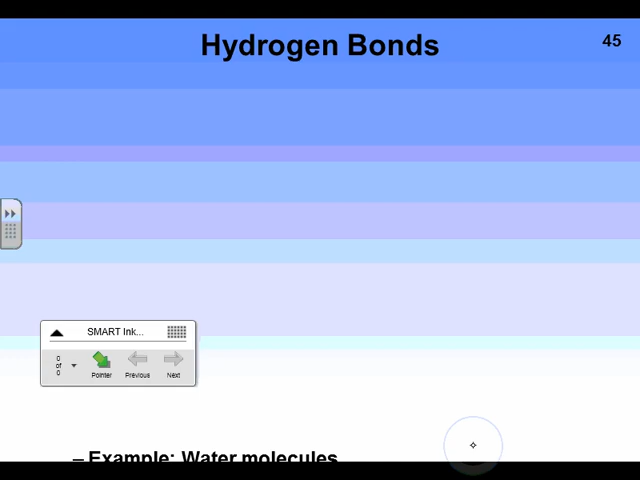 Hydrogen Bonds
45
SMART Ink...
0
of
0
Pointer
Previous
Next
– Example: Water molecules